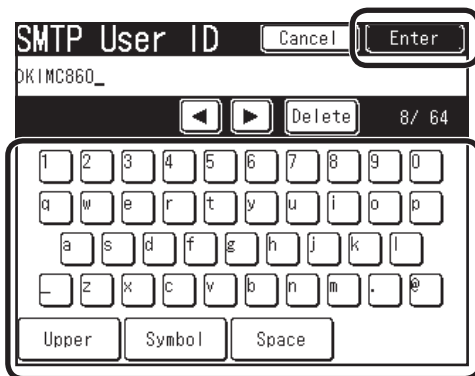 SMTP User ID Cancel Enter
OKIMC860_
◄ ► Delete 8/ 64
1 2 3 4 5 6 7 8 9 0
q w e r t y u i o p
a s d f g h j k l
_ z x c v b n m . @
Upper Symbol Space